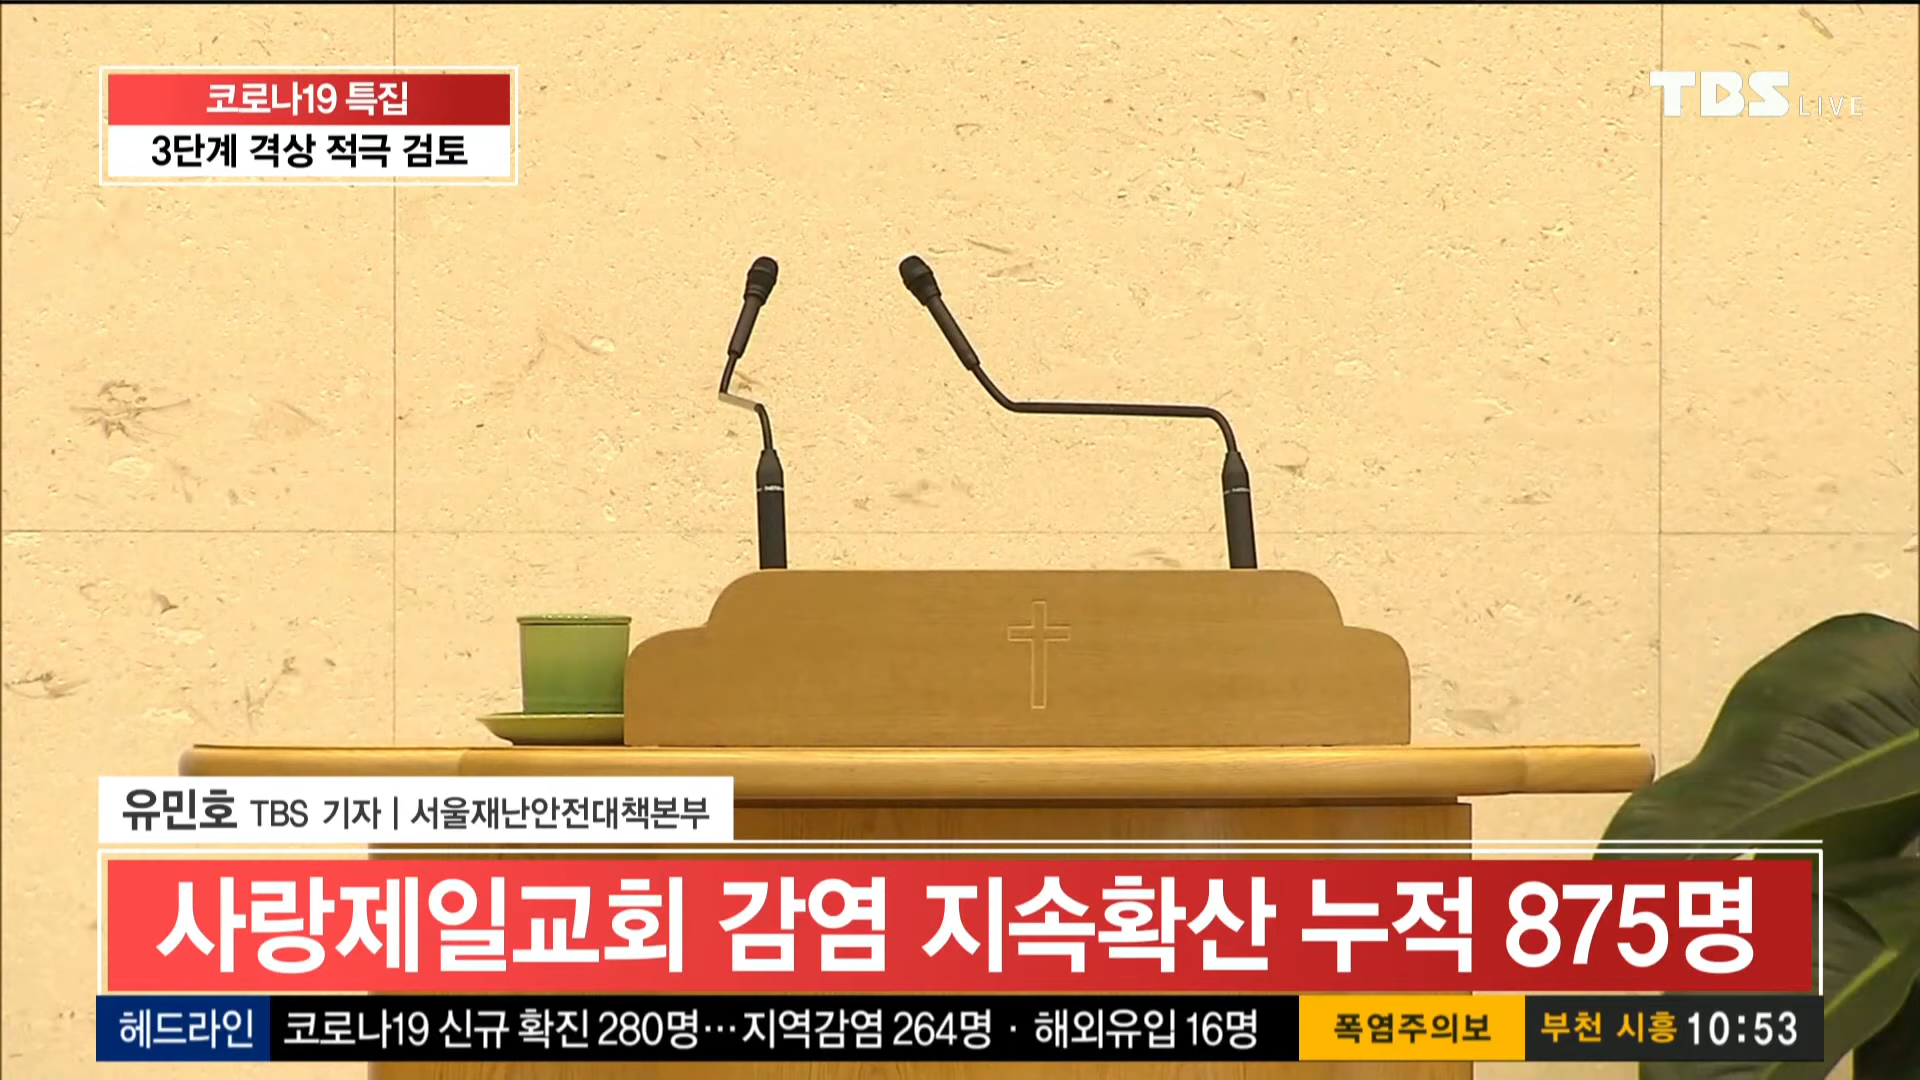 코로나19 특집
3단계 격상 적극 검토
TBS LIVE
유민호 TBS 기자 | 서울재난안전대책본부
사랑제일교회 감염 지속확산 누적 875명
헤드라인 코로나19 신규 확진 280명…지역감염 264명 · 해외유입 16명 폭염주의보 부천 시흥 10:53